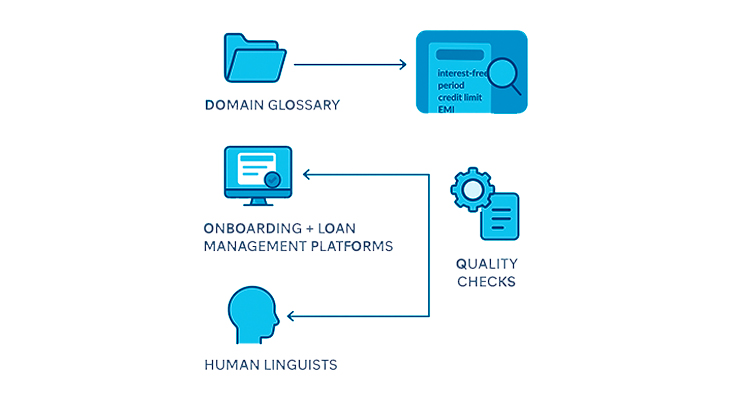 DOMAIN GLOSSARY
interest-free
period
credit limit
EMI
ONBOARDING + LOAN
MANAGEMENT PLATFORMS
QUALITY
CHECKS
HUMAN LINGUISTS